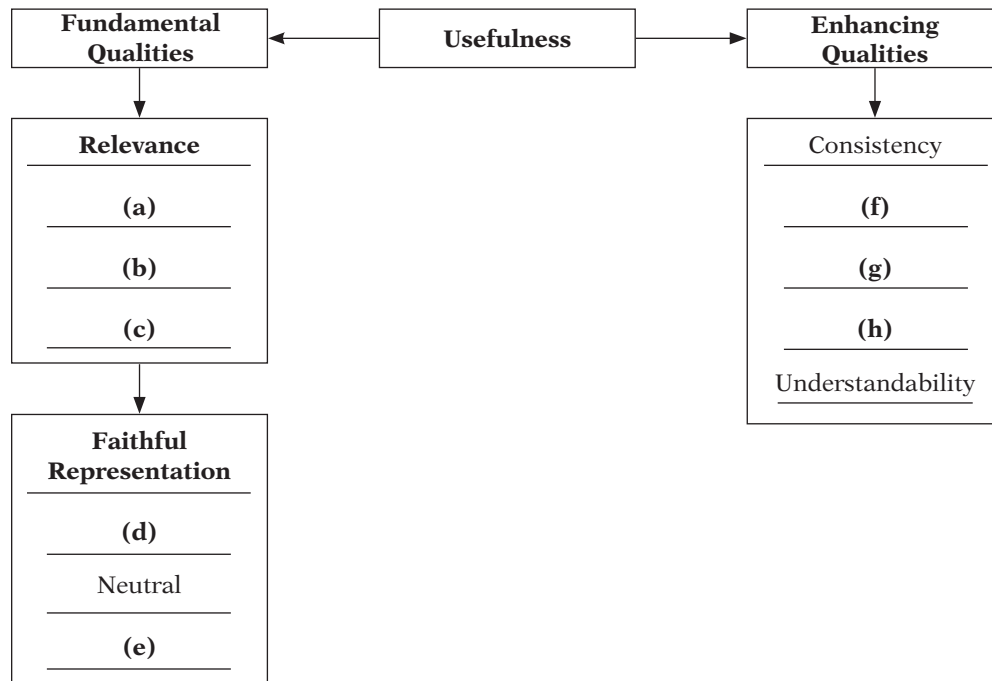 Fundamental
Qualities
Usefulness
Enhancing
Qualities
Relevance
(a)
(b)
(c)
Faithful
Representation
(d)
Neutral
(e)
Consistency
(f)
(g)
(h)
Understandability